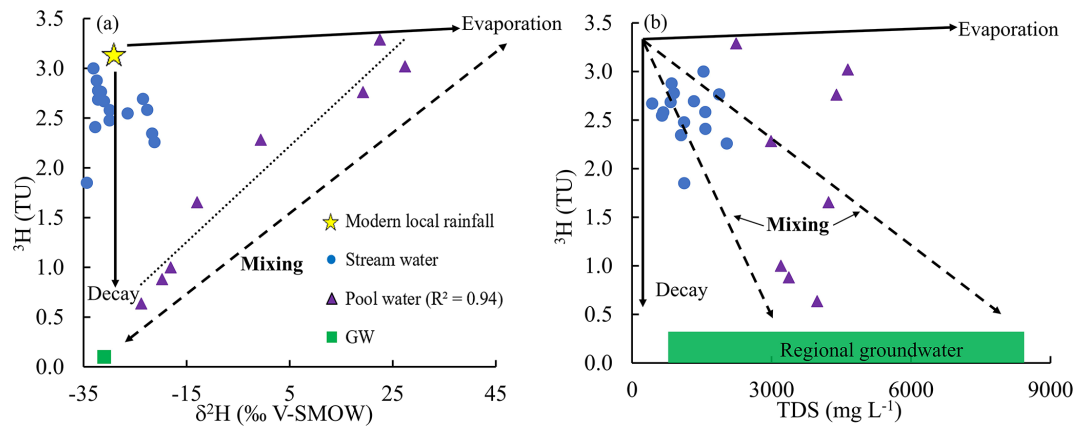 (a)
Evaporation
3.5
3.0
2.5
2.0
1.5
1.0
0.5
0.0
³H (TU)
Modern local rainfall
Stream water
Mixing
Decay
Pool water (R² = 0.94)
GW
-35
-15
5
25
45
δ²H (‰ V-SMOW)
(b)
Evaporation
3.5
3.0
2.5
2.0
1.5
1.0
0.5
0.0
³H (TU)
Mixing
Decay
Regional groundwater
0
3000
6000
9000
TDS (mg L⁻¹)